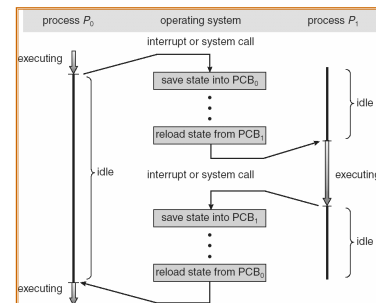 process P0 operating system process P1
interrupt or system call
executing
save state into PCB0
idle
reload state from PCB1
idle
interrupt or system call
executing
save state into PCB1
idle
reload state from PCB0
executing